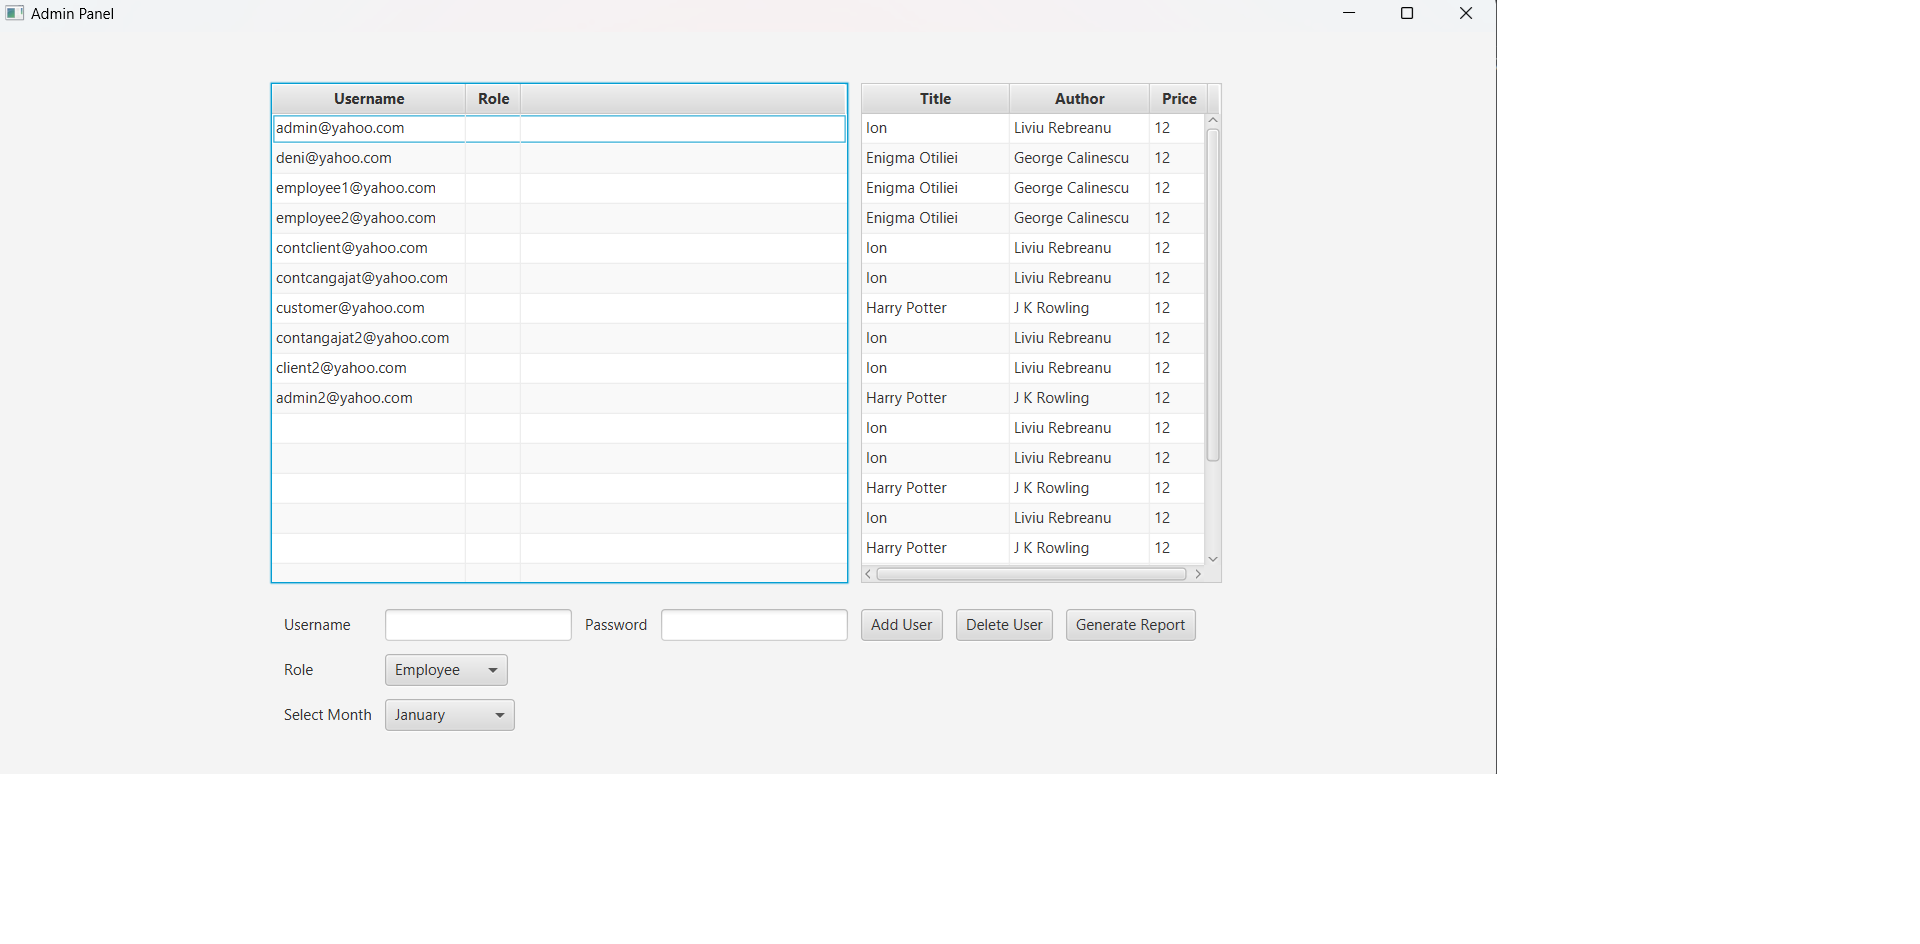 Admin Panel
Username Role
admin@yahoo.com
deni@yahoo.com
employee1@yahoo.com
employee2@yahoo.com
contclient@yahoo.com
contcangajat@yahoo.com
customer@yahoo.com
contangajat2@yahoo.com
client2@yahoo.com
admin2@yahoo.com
Title Author Price
Ion Liviu Rebreanu 12
Enigma Otiliei George Calinescu 12
Enigma Otiliei George Calinescu 12
Enigma Otiliei George Calinescu 12
Ion Liviu Rebreanu 12
Ion Liviu Rebreanu 12
Harry Potter J K Rowling 12
Ion Liviu Rebreanu 12
Ion Liviu Rebreanu 12
Harry Potter J K Rowling 12
Ion Liviu Rebreanu 12
Ion Liviu Rebreanu 12
Harry Potter J K Rowling 12
Ion Liviu Rebreanu 12
Harry Potter J K Rowling 12
Username Password Add User Delete User Generate Report
Role Employee
Select Month January